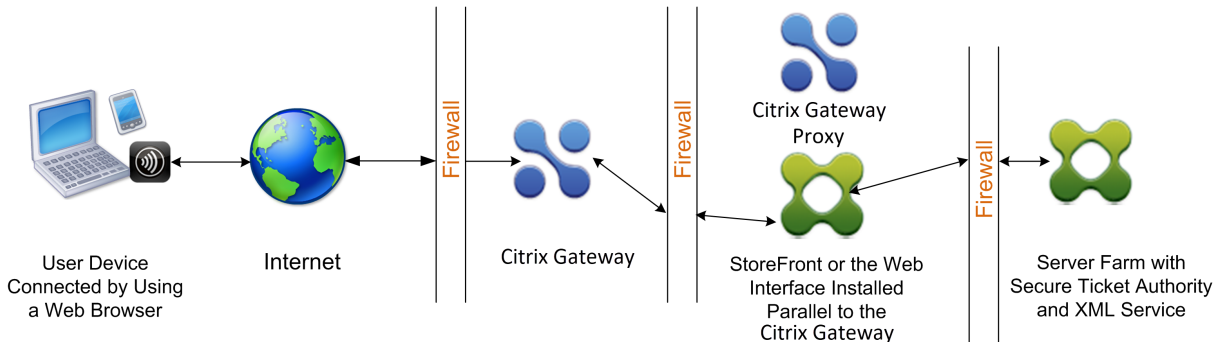 User Device
Connected by Using
a Web Browser
Internet
Firewall
Citrix Gateway
Firewall
Citrix Gateway
Proxy
StoreFront or the Web
Interface Installed
Parallel to the
Citrix Gateway
Firewall
Server Farm with
Secure Ticket Authority
and XML Service